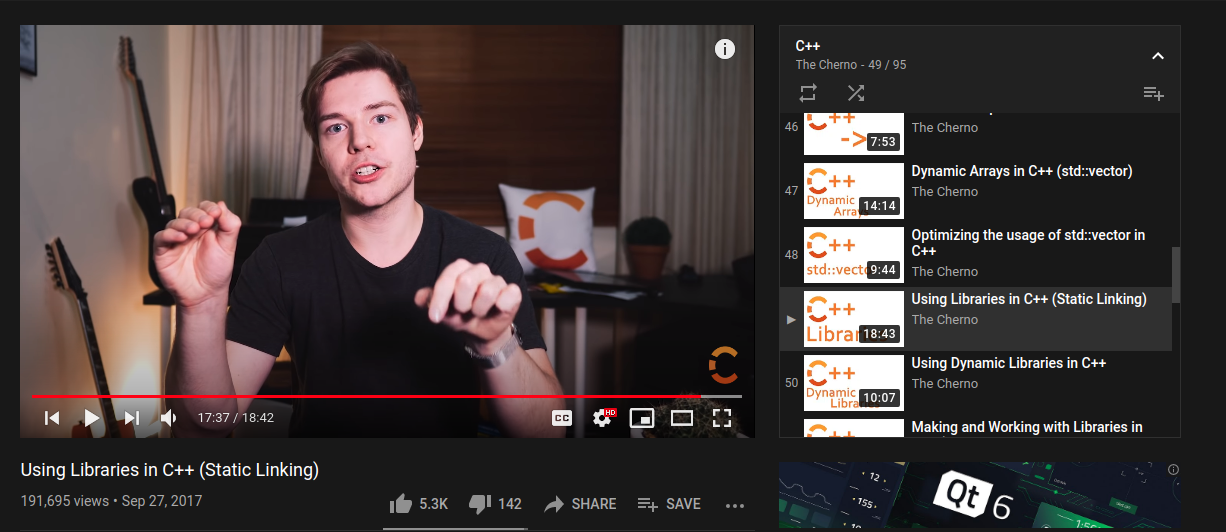 C++
The Cherno - 49 / 95
46
C++
->
7:53
The Cherno
47
C++
Dynamic
Array
14:14
Dynamic Arrays in C++ (std::vector)
The Cherno
48
C++
std::vecto
9:44
Optimizing the usage of std::vector in
C++
The Cherno
C++
Librar
18:43
Using Libraries in C++ (Static Linking)
The Cherno
50
C++
Dynamic
Libraries
10:07
Using Dynamic Libraries in C++
The Cherno
C++
Making and Working with Libraries in
CC
HD
17:37 / 18:42
Using Libraries in C++ (Static Linking)
191,695 views • Sep 27, 2017
5.3K
142
SHARE
SAVE
Qt 6
12
155